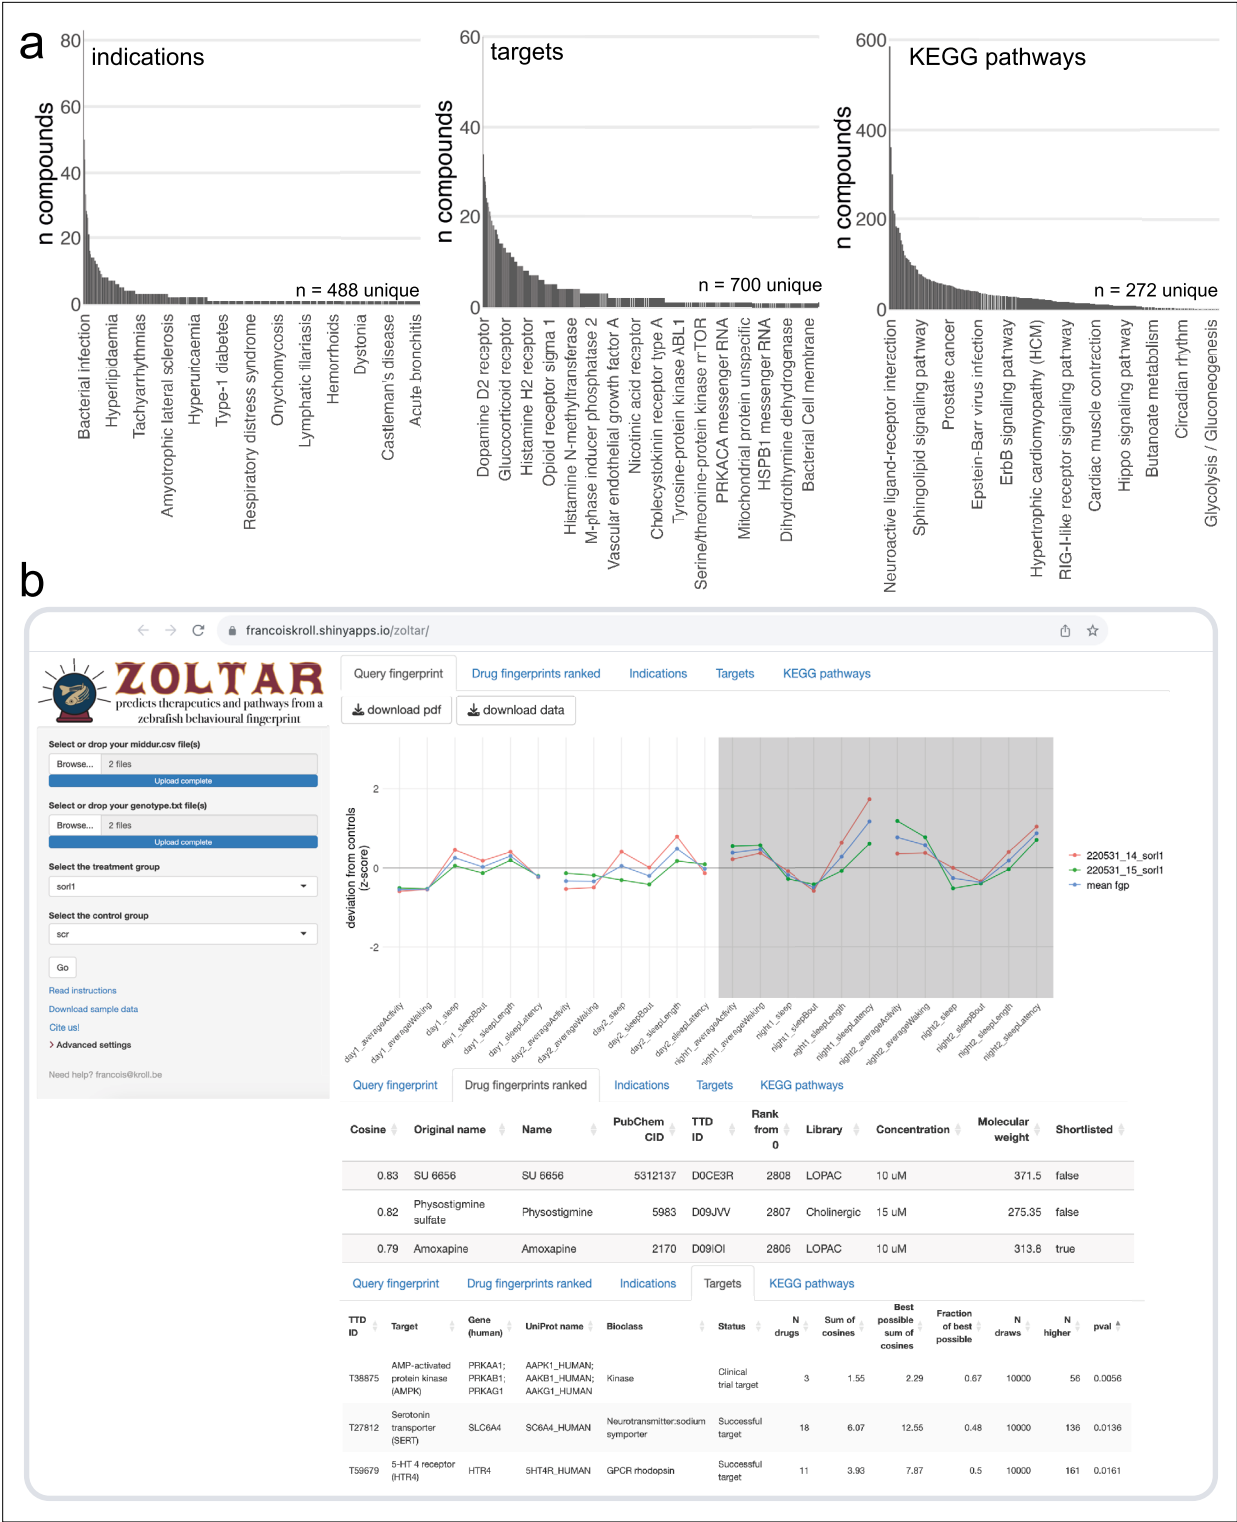 a
indications
n compounds
80
60
40
20
0
n = 488 unique
Bacterial infection
Hyperlipidaemia
Tachyarrhythmias
Amyotrophic lateral sclerosis
Hyperuricaemia
Type-1 diabetes
Respiratory distress syndrome
Onychomycosis
Lymphatic filariasis
Hemorrhoids
Dystonia
Castleman's disease
Acute bronchitis
targets
n compounds
60
40
20
0
n = 700 unique
Dopamine D2 receptor
Glucocorticoid receptor
Histamine H2 receptor
Opioid receptor sigma 1
Histamine N-methyltransferase
M-phase inducer phosphatase 2
Vascular endothelial growth factor A
Nicotinic acid receptor
Cholecystokinin receptor type A
Tyrosine-protein kinase ABL1
Serine/threonine-protein kinase mTOR
PRKACA messenger RNA
Mitochondrial protein unspecific
HSPB1 messenger RNA
Dihydrothymine dehydrogenase
Bacterial Cell membrane
KEGG pathways
n compounds
600
400
200
0
n = 272 unique
Neuroactive ligand-receptor interaction
Sphingolipid signaling pathway
Prostate cancer
Epstein-Barr virus infection
ErbB signaling pathway
Hypertrophic cardiomyopathy (HCM)
RIG-I-like receptor signaling pathway
Cardiac muscle contraction
Hippo signaling pathway
Butanoate metabolism
Circadian rhythm
Glycolysis / Gluconeogenesis
b
francoiskroll.shinyapps.io/zoltar/
ZOLTAR
predicts therapeutics and pathways from a
zebrafish behavioural fingerprint
Select or drop your middur.csv file(s)
Browse... 2 files
Upload complete
Select or drop your genotype.txt file(s)
Browse... 2 files
Upload complete
Select the treatment group
sorl1
Select the control group
scr
Go
Read instructions
Download sample data
Cite us!
Advanced settings
Need help? francois@kroll.be
Query fingerprint Drug fingerprints ranked Indications Targets KEGG pathways
download pdf download data
deviation from controls
(z-score)
2
0
-2
day1_averageActivity
day1_averageWaking
day1_sleep
day1_sleepBout
day1_sleepLength
day1_sleepLatency
day2_averageActivity
day2_averageWaking
day2_sleep
day2_sleepBout
day2_sleepLength
day2_sleepLatency
night1_averageActivity
night1_averageWaking
night1_sleep
night1_sleepBout
night1_sleepLength
night1_sleepLatency
night2_averageActivity
night2_averageWaking
night2_sleep
night2_sleepBout
night2_sleepLength
night2_sleepLatency
220531_14_sorl1
220531_15_sorl1
mean fgp
Query fingerprint Drug fingerprints ranked Indications Targets KEGG pathways
Cosine Original name Name PubChem CID TTD ID Rank from 0 Library Concentration Molecular weight Shortlisted
0.83 SU 6656 SU 6656 5312137 D0CE3R 2808 LOPAC 10 uM 371.5 false
0.82 Physostigmine sulfate Physostigmine 5983 D09JVV 2807 Cholinergic 15 uM 275.35 false
0.79 Amoxapine Amoxapine 2170 D09IOI 2806 LOPAC 10 uM 313.8 true
Query fingerprint Drug fingerprints ranked Indications Targets KEGG pathways
TTD ID Target Gene (human) UniProt name Bioclass Status N drugs Sum of cosines Best possible sum of cosines Fraction of best possible N draws N higher pval
T38875 AMP-activated protein kinase (AMPK) PRKAA1; PRKAB1; PRKAG1 AAPK1_HUMAN; AAKB1_HUMAN; AAKG1_HUMAN Kinase Clinical trial target 3 1.55 2.29 0.67 10000 56 0.0056
T27812 Serotonin transporter (SERT) SLC6A4 SC6A4_HUMAN Neurotransmitter:sodium symporter Successful target 18 6.07 12.55 0.48 10000 136 0.0136
T59679 5-HT 4 receptor (HTR4) HTR4 5HT4R_HUMAN GPCR rhodopsin Successful target 11 3.93 7.87 0.5 10000 161 0.0161